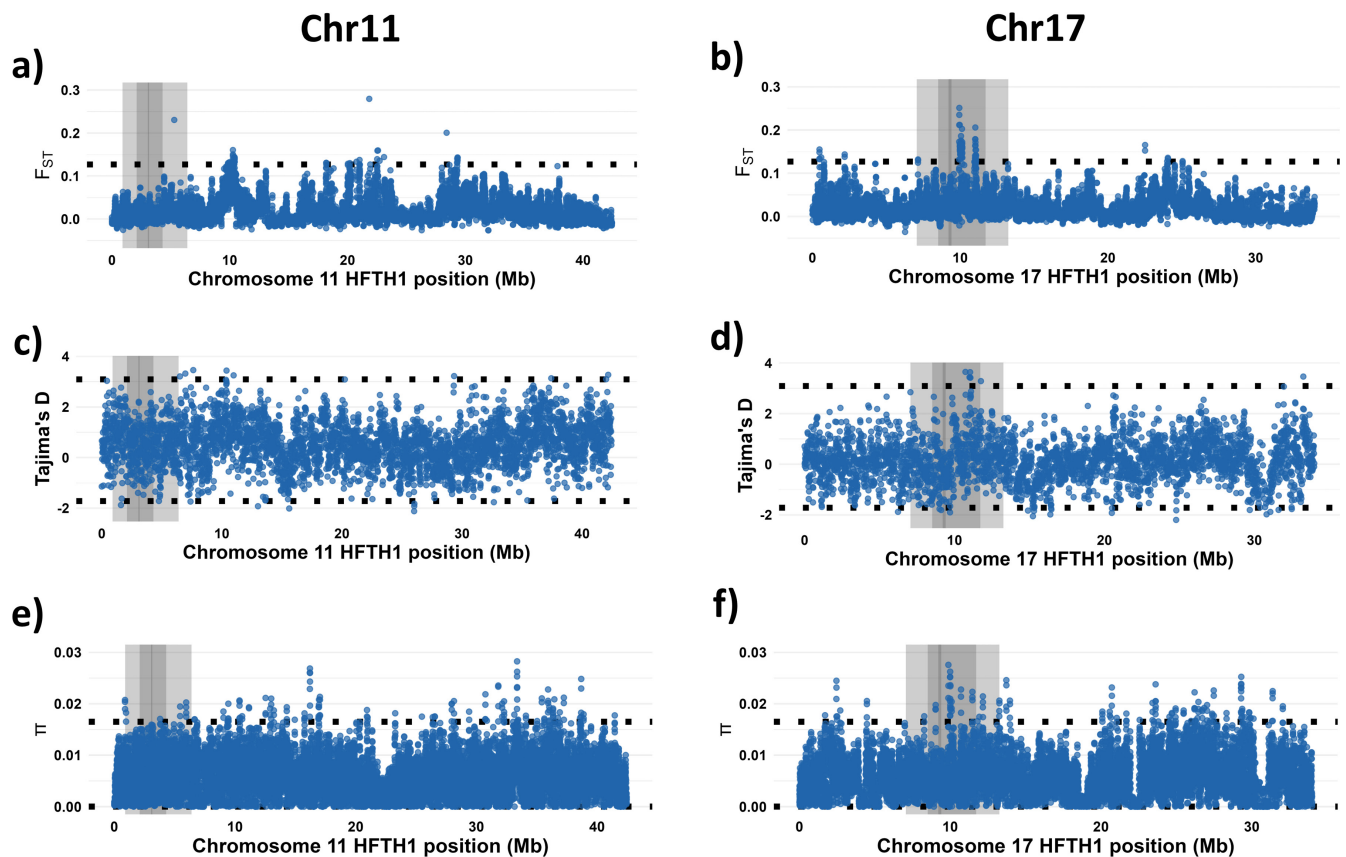 Chr11
Chr17
a)
0.3
0.2
0.1
0.0
FST
0 10 20 30 40
Chromosome 11 HFTH1 position (Mb)
b)
0.3
0.2
0.1
0.0
FST
0 10 20 30
Chromosome 17 HFTH1 position (Mb)
c)
4
2
0
-2
Tajima's D
0 10 20 30 40
Chromosome 11 HFTH1 position (Mb)
d)
4
2
0
-2
Tajima's D
0 10 20 30
Chromosome 17 HFTH1 position (Mb)
e)
0.03
0.02
0.01
0.00
π
0 10 20 30 40
Chromosome 11 HFTH1 position (Mb)
f)
0.03
0.02
0.01
0.00
π
0 10 20 30
Chromosome 17 HFTH1 position (Mb)